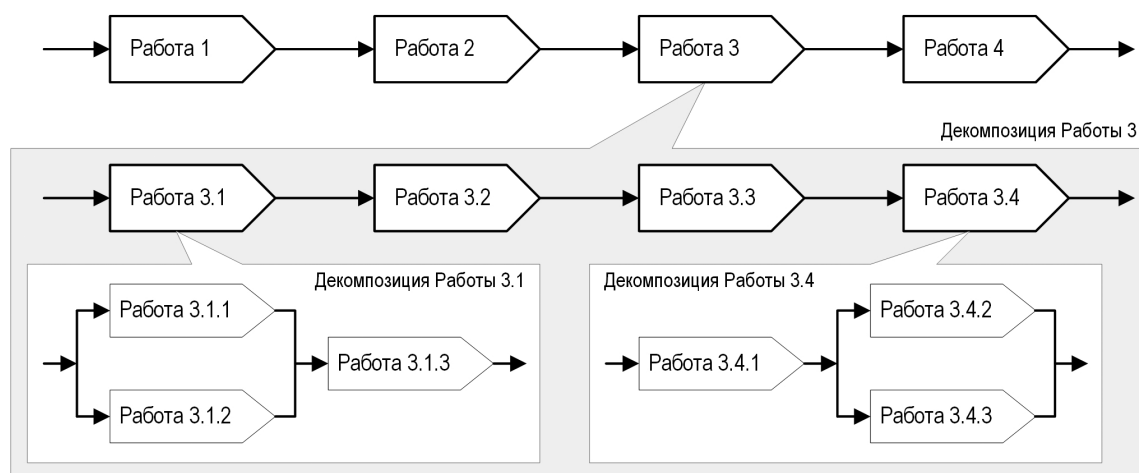 Работа 1
Работа 2
Работа 3
Работа 4
Декомпозиция Работы 3
Работа 3.1
Работа 3.2
Работа 3.3
Работа 3.4
Декомпозиция Работы 3.1
Работа 3.1.1
Работа 3.1.2
Работа 3.1.3
Декомпозиция Работы 3.4
Работа 3.4.1
Работа 3.4.2
Работа 3.4.3